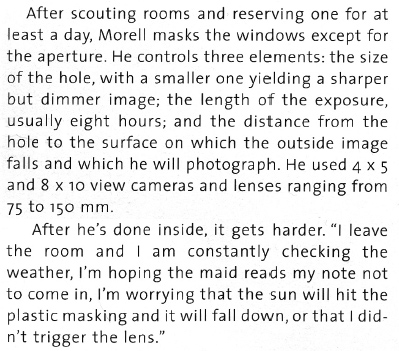 After scouting rooms and reserving one for at
least a day, Morell masks the windows except for
the aperture. He controls three elements: the size
of the hole, with a smaller one yielding a sharper
but dimmer image; the length of the exposure,
usually eight hours; and the distance from the
hole to the surface on which the outside image
falls and which he will photograph. He used 4 x 5
and 8 x 10 view cameras and lenses ranging from
75 to 150 mm.
After he's done inside, it gets harder. “I leave
the room and I am constantly checking the
weather, I'm hoping the maid reads my note not
to come in, I'm worrying that the sun will hit the
plastic masking and it will fall down, or that I did-
n't trigger the lens.”